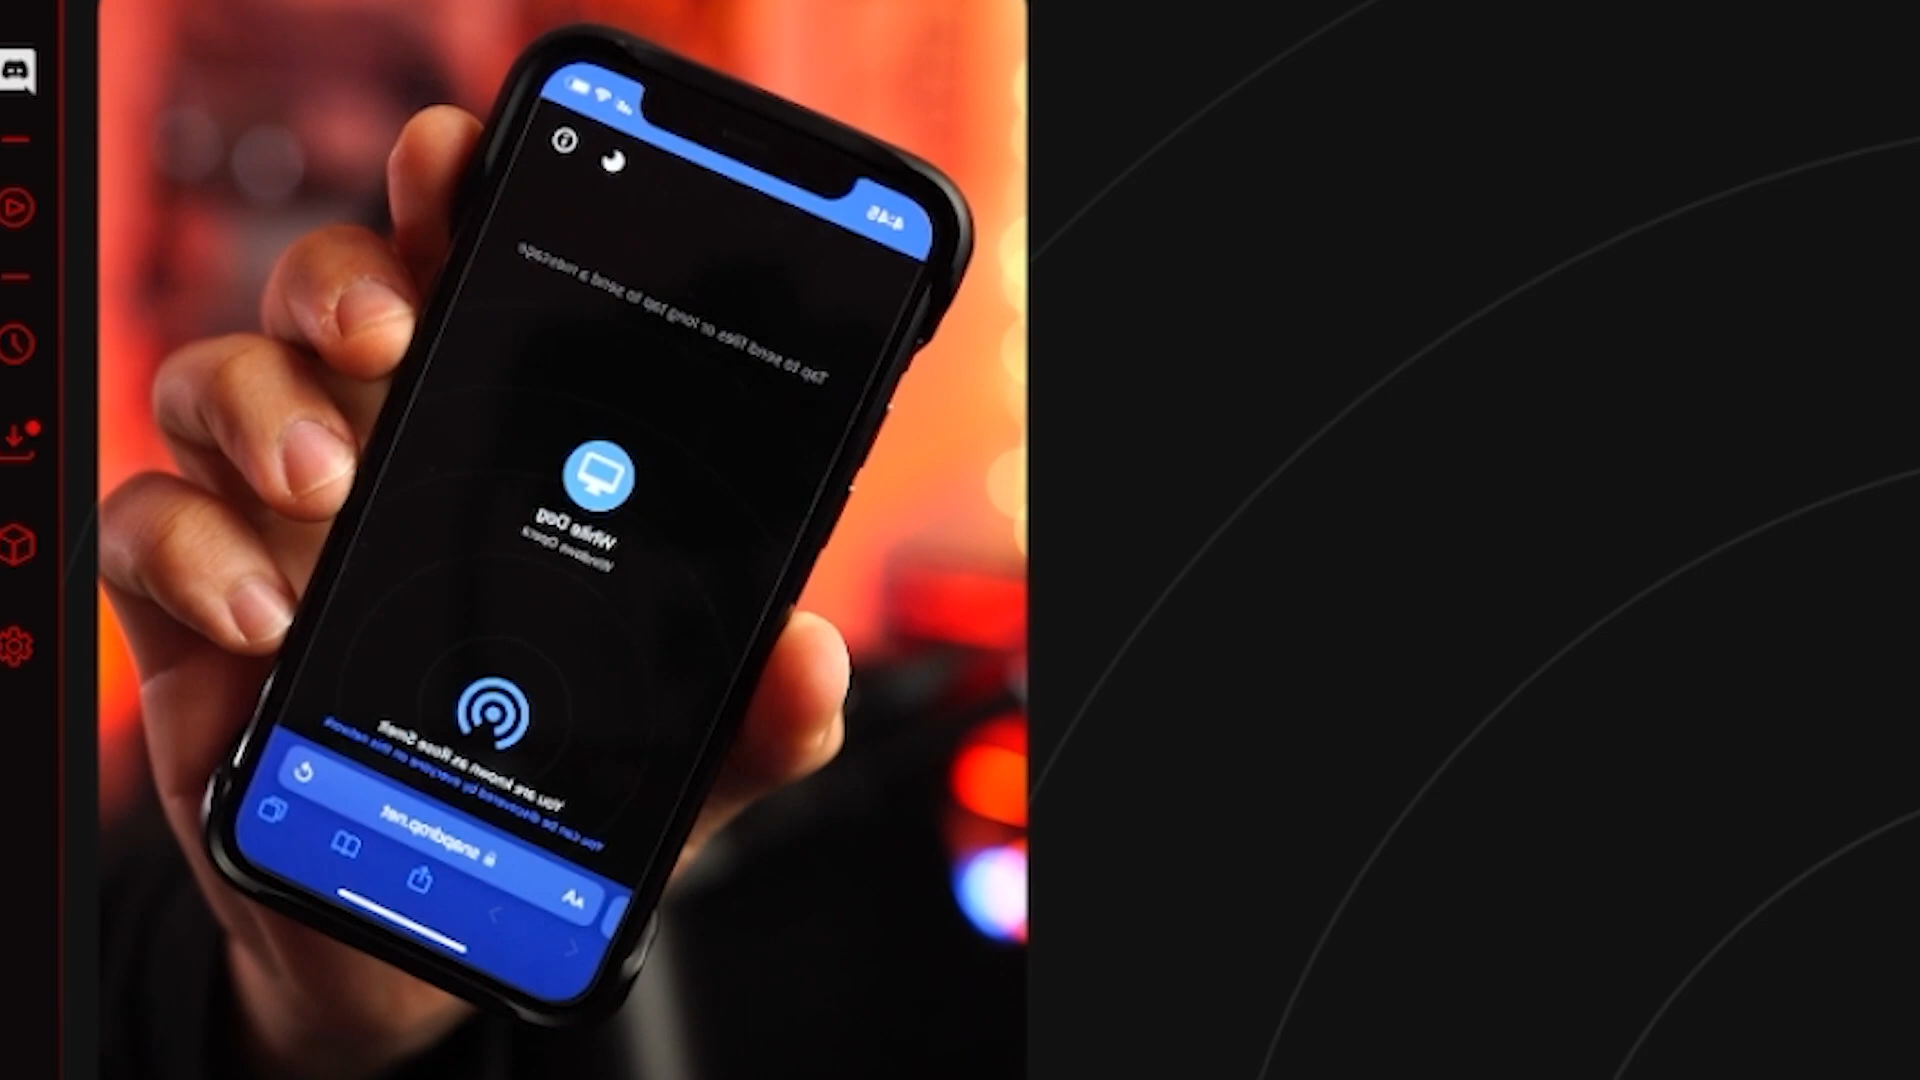 4:45
Tap to send files or long tap to send a message
White Dog
Windows Opera
You are known as Rose Smelt
You can be discovered by everyone on this network
snapdrop.net
AA